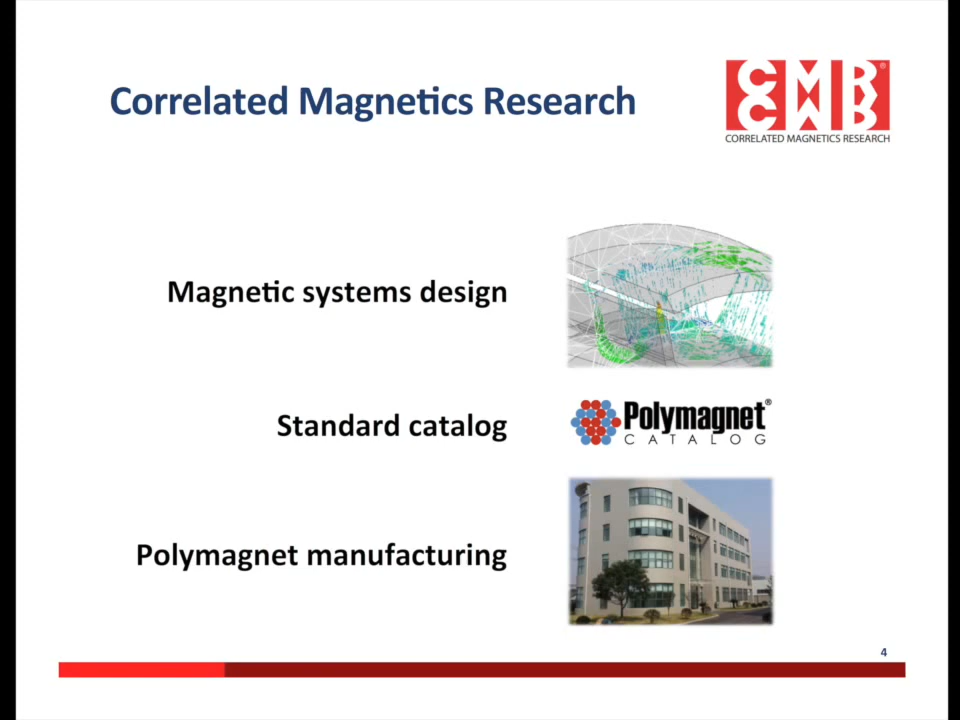 Correlated Magnetics Research
CMR®
CORRELATED MAGNETICS RESEARCH
Magnetic systems design
Standard catalog
Polymagnet®
CATALOG
Polymagnet manufacturing
4